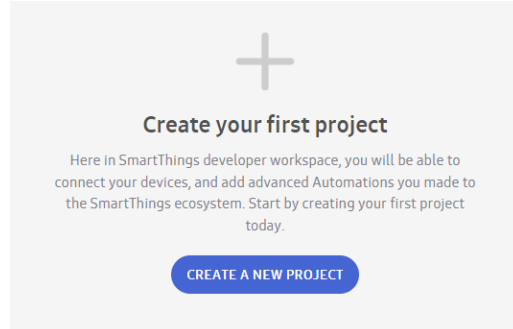 Create your first project
Here in SmartThings developer workspace, you will be able to
connect your devices, and add advanced Automations you made to
the SmartThings ecosystem. Start by creating your first project
today.
CREATE A NEW PROJECT